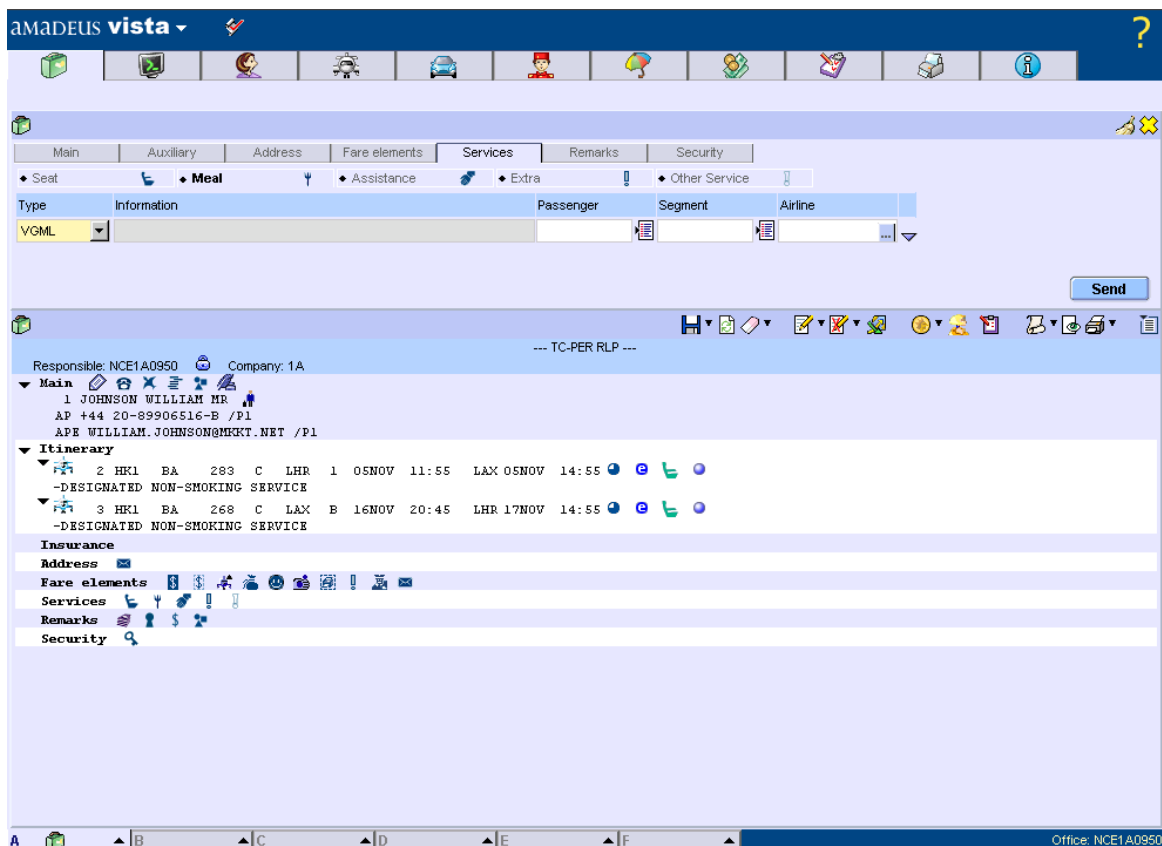 aMaDEUS vista
?
Main Auxiliary Address Fare elements Services Remarks Security
Seat Meal Assistance Extra Other Service
Type Information Passenger Segment Airline
VGML ...
Send
--- TC-PER RLP ---
Responsible: NCE1A0950 Company: 1A
Main
1 JOHNSON WILLIAM MR
AP +44 20-89906516-B /P1
APE WILLIAM.JOHNSON@MKKT.NET /P1
Itinerary
2 HK1 BA 283 C LHR 1 05NOV 11:55 LAX 05NOV 14:55
-DESIGNATED NON-SMOKING SERVICE
3 HK1 BA 268 C LAX B 16NOV 20:45 LHR 17NOV 14:55
-DESIGNATED NON-SMOKING SERVICE
Insurance
Address
Fare elements
Services
Remarks
Security
A B C D E F Office: NCE1A0950